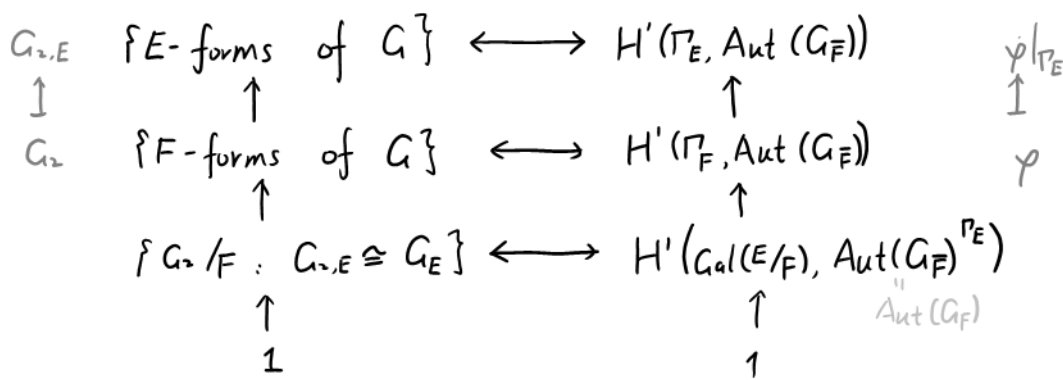 G₂,E {E-forms of G} ⟷ H¹(Γ_E, Aut(G_F̄)) φ|_Γ_E
↑ ↑ ↑ ↑
G₂ {F-forms of G} ⟷ H¹(Γ_F, Aut(G_F̄)) φ
↑ ↑
{G₂/F : G₂,E ≅ G_E} ⟷ H¹(Gal(E/F), Aut(G_F̄)^Γ_E)
↑ ↑ "
Aut(G_F)
1 1